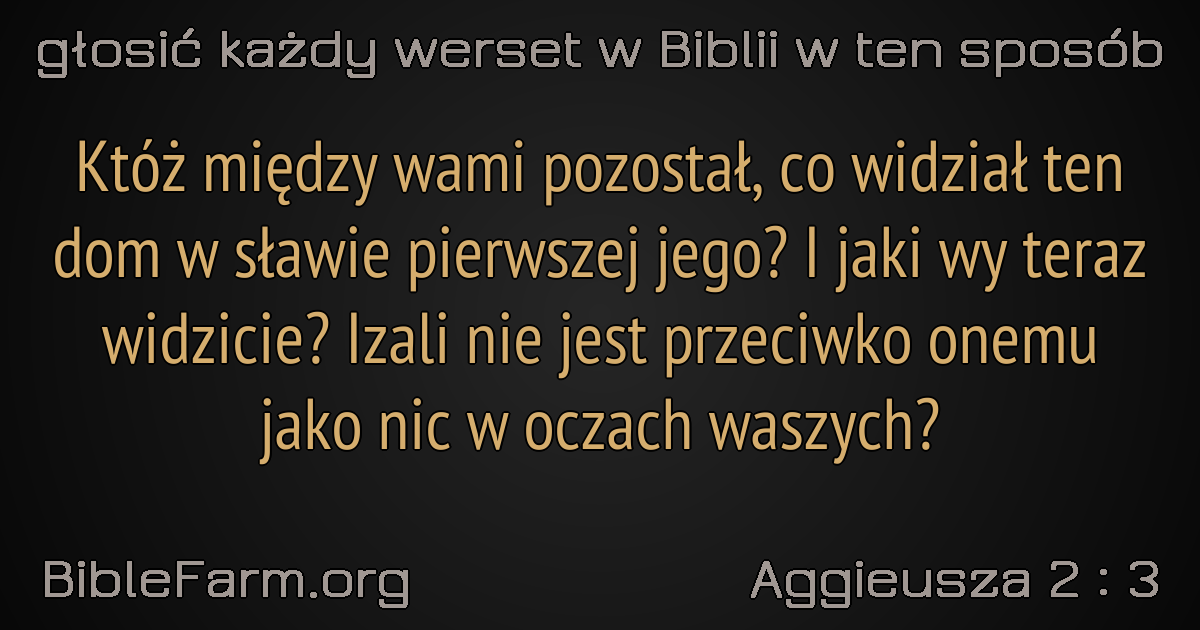 głosić każdy werset w Biblii w ten sposób
Któż między wami pozostał, co widział ten
dom w sławie pierwszej jego? I jaki wy teraz
widzicie? Izali nie jest przeciwko onemu
jako nic w oczach waszych?
BibleFarm.org
Aggieusza 2 : 3